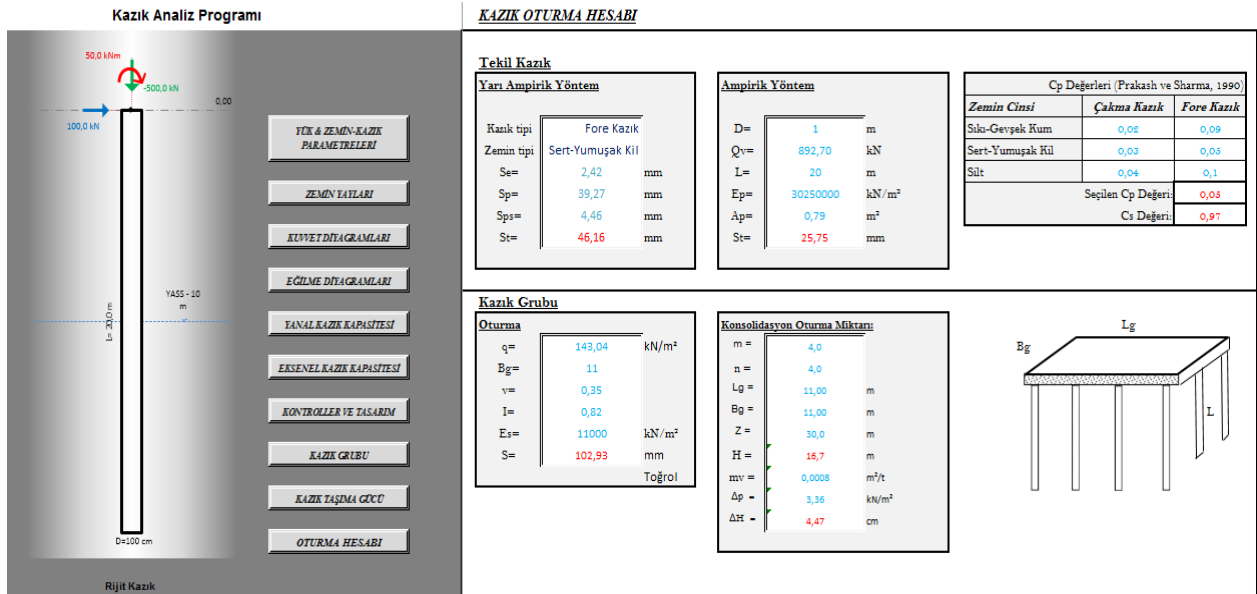 Kazık Analiz Programı
50,0 kNm
-500,0 kN
0,00
100,0 kN
YASS - 10
m
L= 20,0 m
D=100 cm
Rijit Kazık
YÜK & ZEMİN-KAZIK
PARAMETRELERİ
ZEMİN YAYLARI
KUVVET DİYAGRAMLARI
EĞİLME DİYAGRAMLARI
YANAL KAZIK KAPASİTESİ
EKSENEL KAZIK KAPASİTESİ
KONTROLLER VE TASARIM
KAZIK GRUBU
KAZIK TAŞIMA GÜCÜ
OTURMA HESABI
KAZIK OTURMA HESABI
Tekil Kazık
Yarı Ampirik Yöntem
Kazık tipi Fore Kazık
Zemin tipi Sert-Yumuşak Kil
Se= 2,42 mm
Sp= 39,27 mm
Sps= 4,46 mm
St= 46,16 mm
Ampirik Yöntem
D= 1 m
Qv= 892,70 kN
L= 20 m
Ep= 30250000 kN/m²
Ap= 0,79 m²
St= 25,75 mm
Cp Değerleri (Prakash ve Sharma, 1990)
Zemin Cinsi Çakma Kazık Fore Kazık
Sıkı-Gevşek Kum 0,02 0,09
Sert-Yumuşak Kil 0,03 0,05
Silt 0,04 0,1
Seçilen Cp Değeri: 0,05
Cs Değeri: 0,97
Kazık Grubu
Oturma
q= 143,04 kN/m²
Bg= 11
v= 0,35
I= 0,82
Es= 11000 kN/m²
S= 102,93 mm
Toğrol
Konsolidasyon Oturma Miktarı:
m = 4,0
n = 4,0
Lg = 11,00 m
Bg = 11,00 m
Z = 30,0 m
H = 16,7 m
mv = 0,0008 m²/t
Δp = 3,36 kN/m²
ΔH = 4,47 cm
Lg
Bg
L